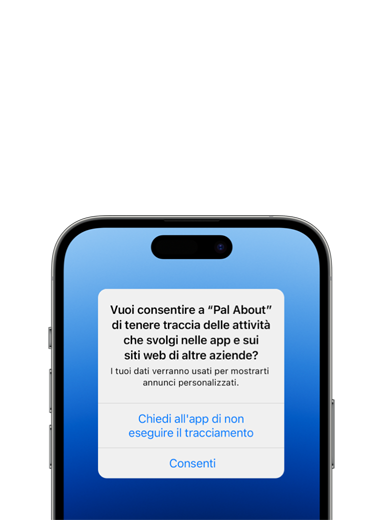 Vuoi consentire a “Pal About”
di tenere traccia delle attività
che svolgi nelle app e sui
siti web di altre aziende?
I tuoi dati verranno usati per mostrarti
annunci personalizzati.
Chiedi all'app di non
eseguire il tracciamento
Consenti